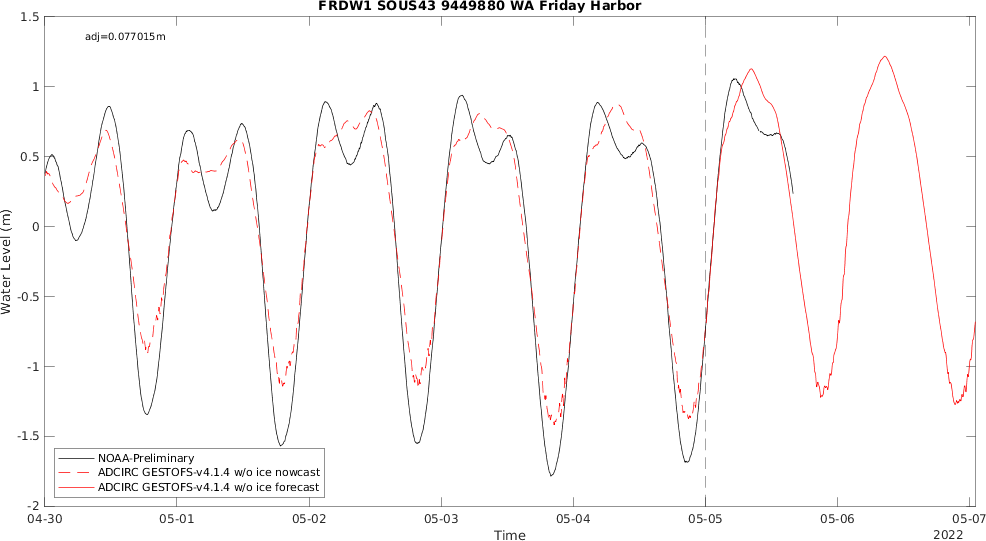 FRDW1 SOUS43 9449880 WA Friday Harbor
adj=0.077015m
1.5
1
0.5
0
-0.5
-1
-1.5
-2
Water Level (m)
NOAA-Preliminary
ADCIRC GESTOFS-v4.1.4 w/o ice nowcast
ADCIRC GESTOFS-v4.1.4 w/o ice forecast
04-30 05-01 05-02 05-03 05-04 05-05 05-06 05-07
Time
2022